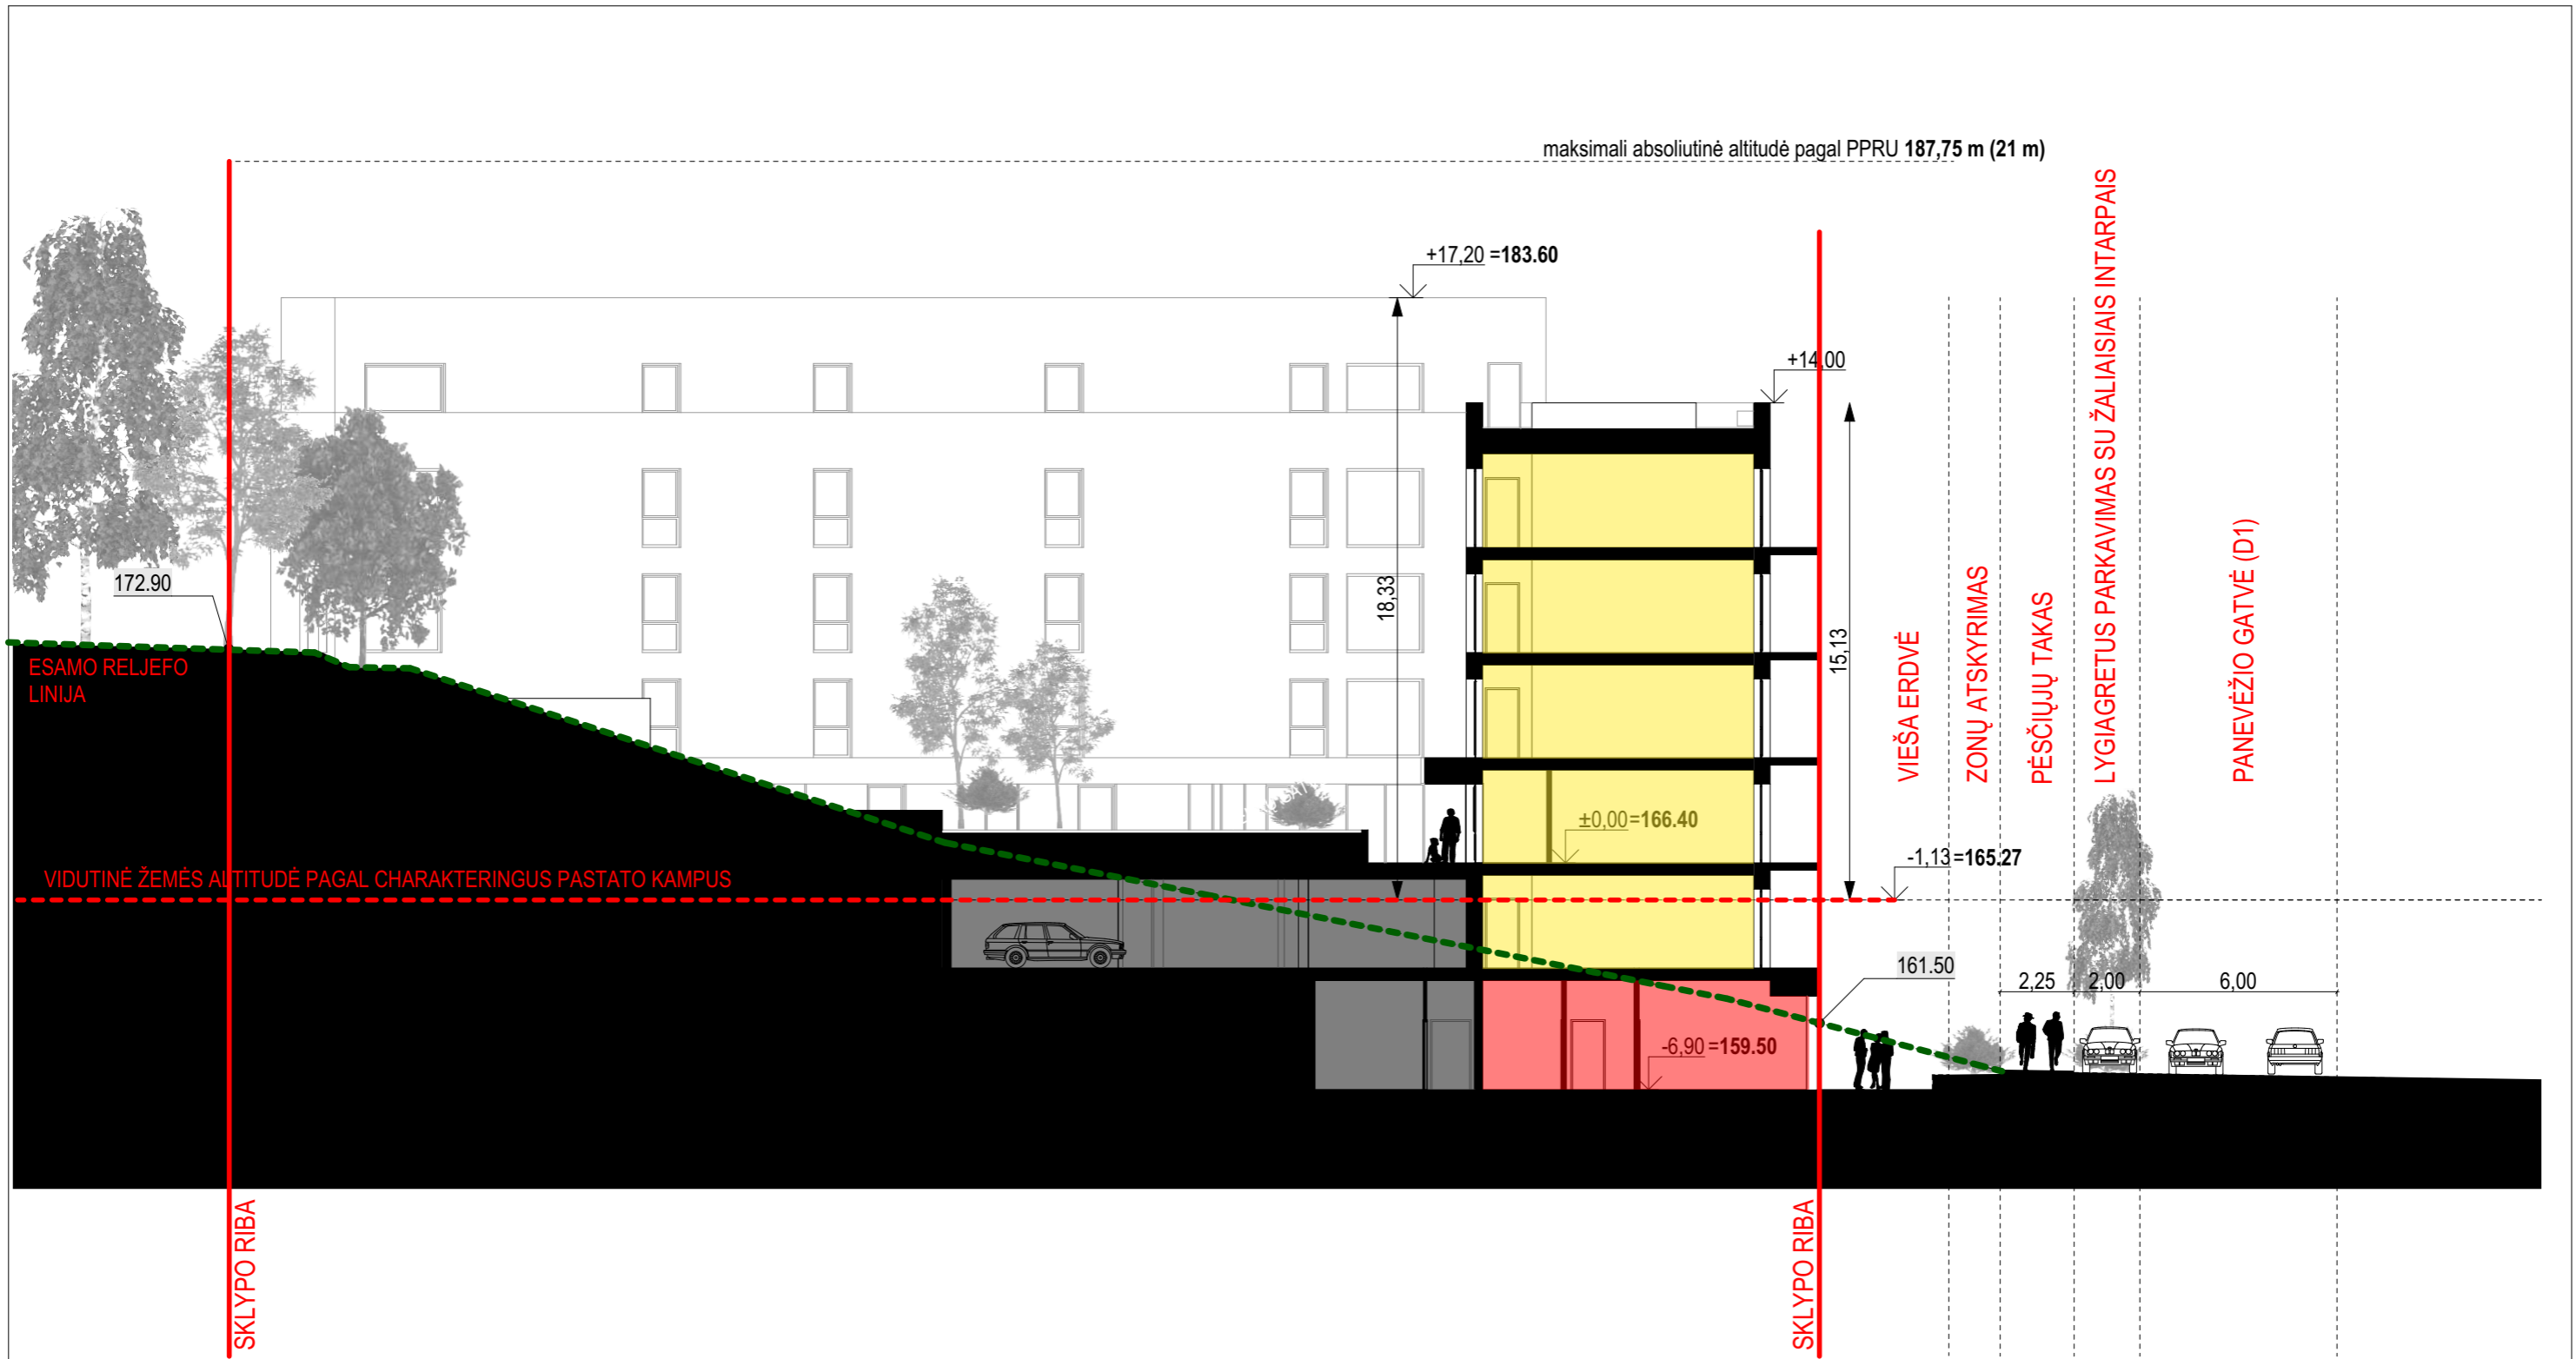 maksimali absoliutinė altitudė pagal PPRU 187,75 m (21 m)
+17,20 =183.60
+14,00
172.90
ESAMO RELJEFO
LINIJA
18,33
15,13
VIEŠA ERDVĖ
ZONŲ ATSKYRIMAS
PĖSČIŲJŲ TAKAS
LYGIAGRETUS PARKAVIMAS SU ŽALIAISIAIS INTARPAIS
PANEVĖŽIO GATVĖ (D1)
±0,00=166.40
-1,13=165.27
VIDUTINĖ ŽEMĖS ALTITUDĖ PAGAL CHARAKTERINGUS PASTATO KAMPUS
161.50
2,25
2,00
6,00
-6,90=159.50
SKLYPO RIBA
SKLYPO RIBA